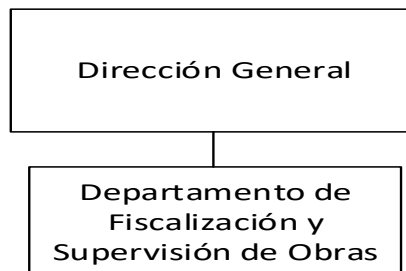 Dirección General
Departamento de
Fiscalización y
Supervisión de Obras